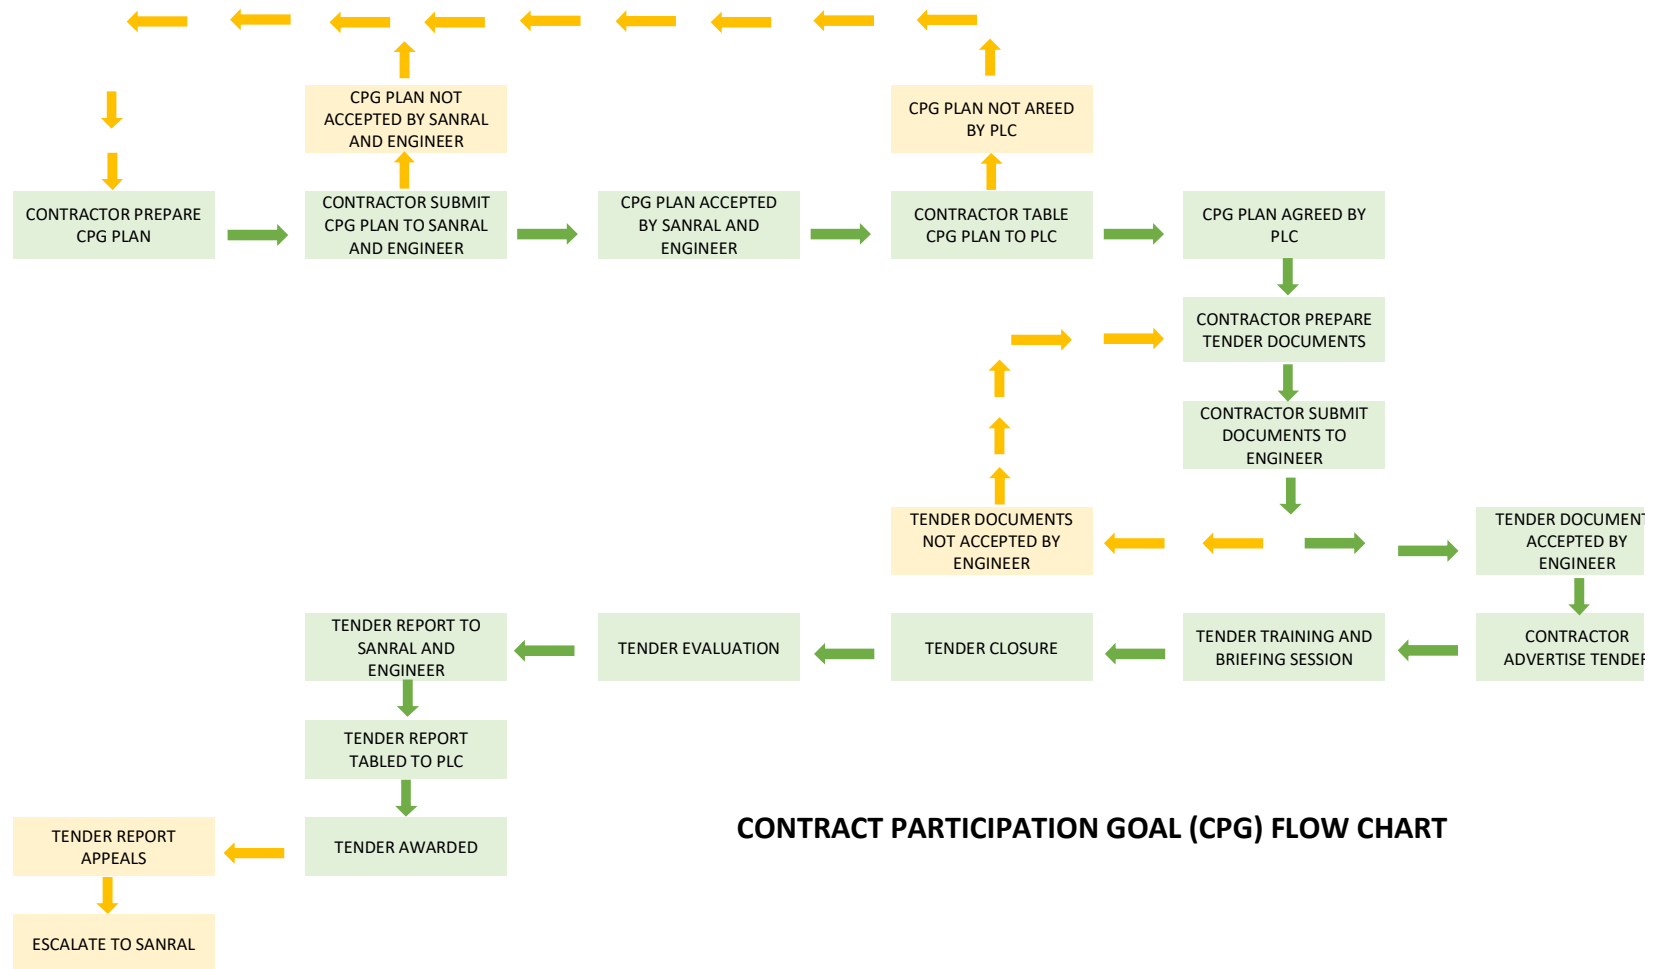 CPG PLAN NOT
ACCEPTED BY SANRAL
AND ENGINEER
CPG PLAN NOT AREED
BY PLC
CONTRACTOR PREPARE
CPG PLAN
CONTRACTOR SUBMIT
CPG PLAN TO SANRAL
AND ENGINEER
CPG PLAN ACCEPTED
BY SANRAL AND
ENGINEER
CONTRACTOR TABLE
CPG PLAN TO PLC
CPG PLAN AGREED BY
PLC
CONTRACTOR PREPARE
TENDER DOCUMENTS
CONTRACTOR SUBMIT
DOCUMENTS TO
ENGINEER
TENDER DOCUMENTS
NOT ACCEPTED BY
ENGINEER
TENDER DOCUMENT
ACCEPTED BY
ENGINEER
TENDER REPORT TO
SANRAL AND
ENGINEER
TENDER EVALUATION
TENDER CLOSURE
TENDER TRAINING AND
BRIEFING SESSION
CONTRACTOR
ADVERTISE TENDER
TENDER REPORT
TABLED TO PLC
TENDER REPORT
APPEALS
TENDER AWARDED
CONTRACT PARTICIPATION GOAL (CPG) FLOW CHART
ESCALATE TO SANRAL